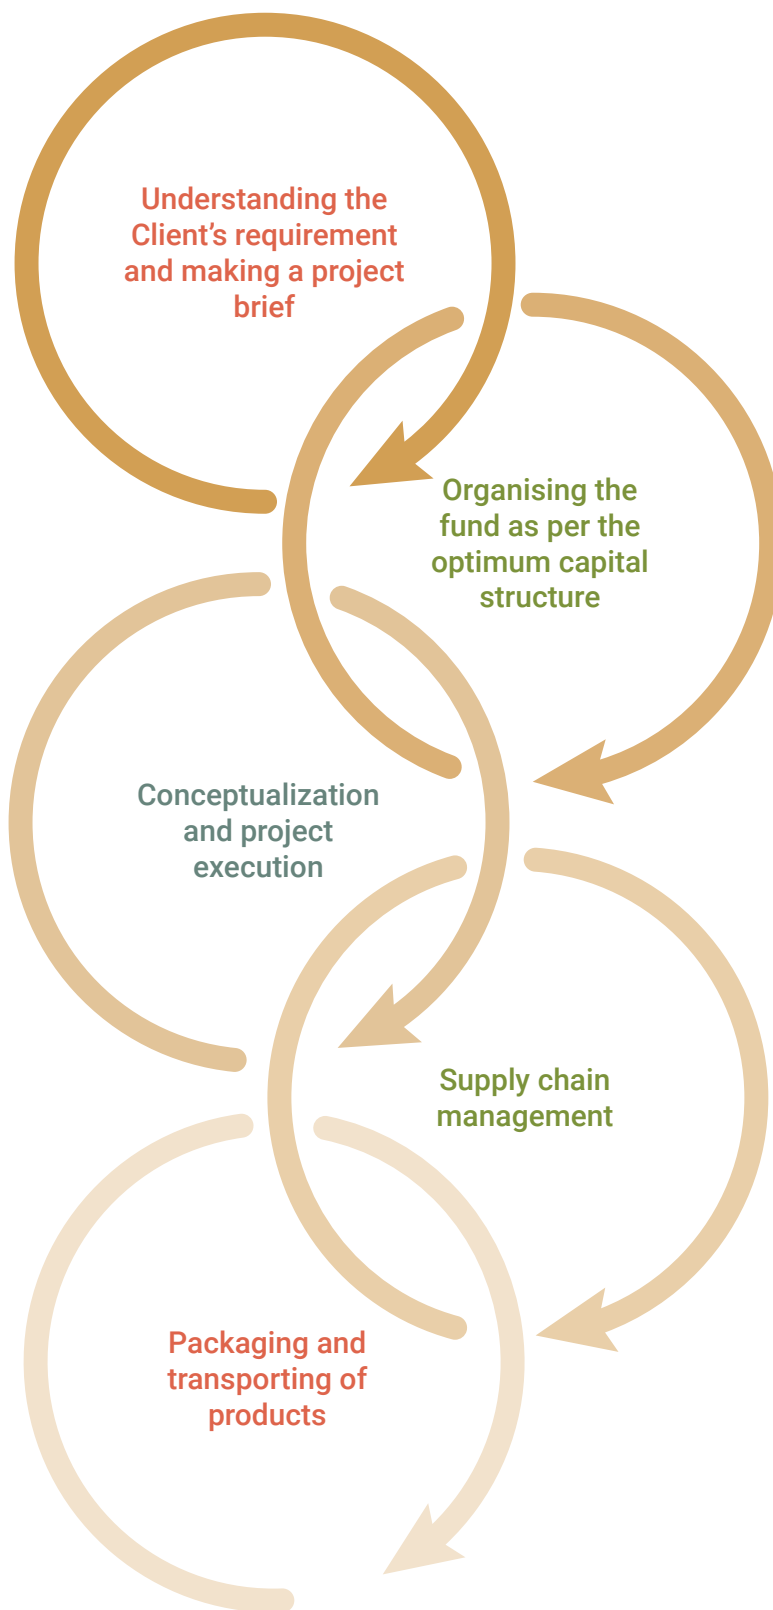 Understanding the
Client’s requirement
and making a project
brief
Organising the
fund as per the
optimum capital
structure
Conceptualization
and project
execution
Supply chain
management
Packaging and
transporting of
products